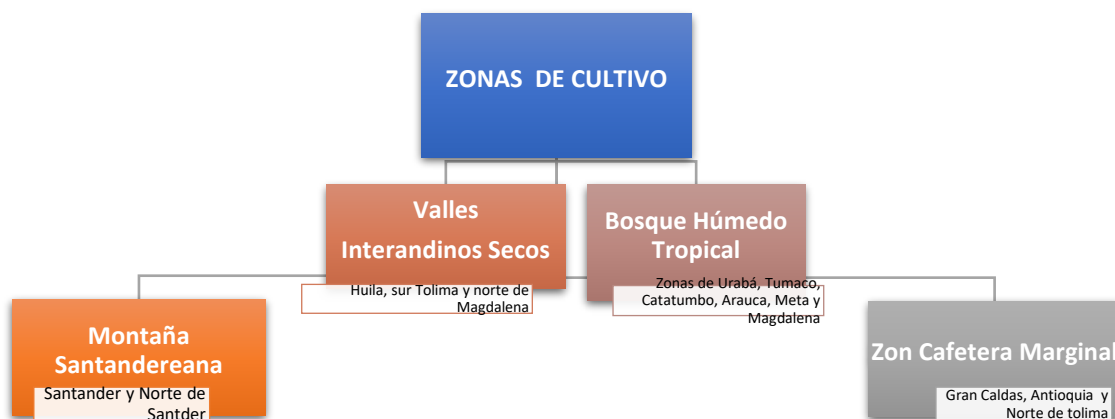 ZONAS DE CULTIVO
Valles
Interandinos Secos
Huila, sur Tolima y norte de
Magdalena
Bosque Húmedo
Tropical
Zonas de Urabá, Tumaco,
Catatumbo, Arauca, Meta y
Magdalena
Montaña
Santandereana
Santander y Norte de
Santder
Zon Cafetera Marginal
Gran Caldas, Antioquia y
Norte de tolima